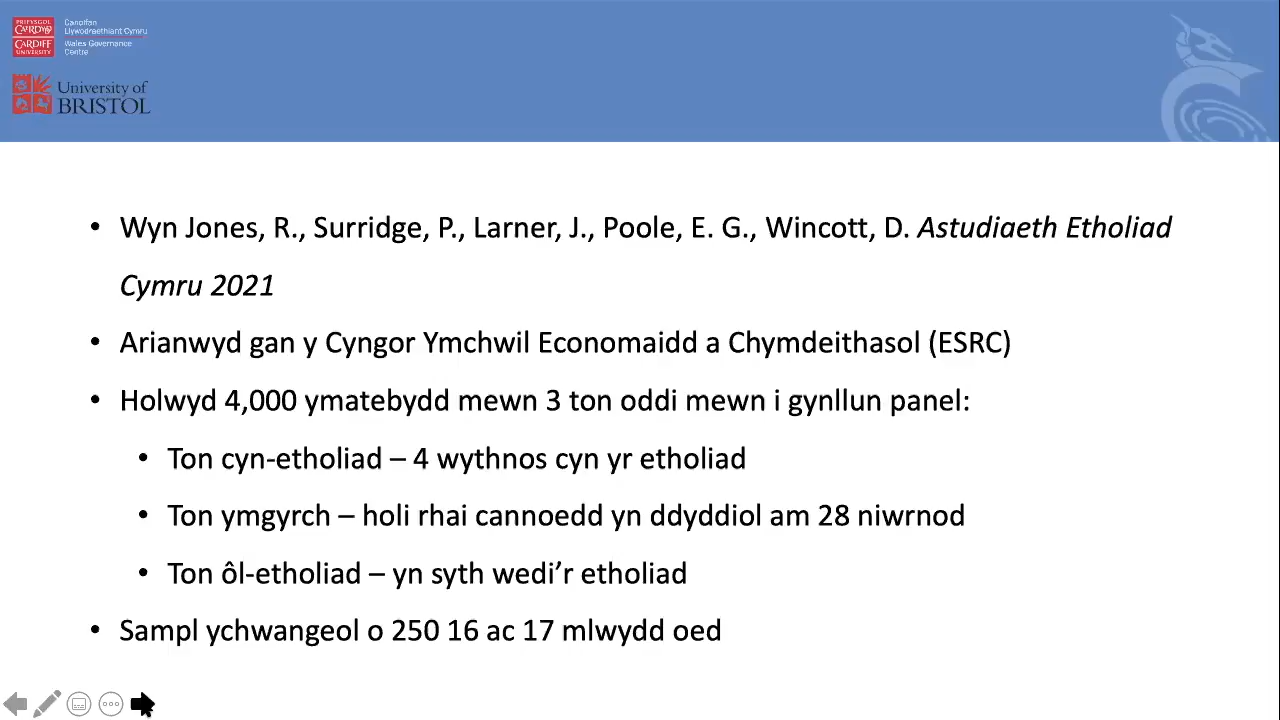 PRIFYSGOL
CAERDYDD
CARDIFF
UNIVERSITY
Canolfan
Llywodraethiant Cymru
Wales Governance
Centre
University of
BRISTOL
• Wyn Jones, R., Surridge, P., Larner, J., Poole, E. G., Wincott, D. Astudiaeth Etholiad
Cymru 2021
• Arianwyd gan y Cyngor Ymchwil Economaidd a Chymdeithasol (ESRC)
• Holwyd 4,000 ymatebydd mewn 3 ton oddi mewn i gynllun panel:
• Ton cyn-etholiad – 4 wythnos cyn yr etholiad
• Ton ymgyrch – holi rhai cannoedd yn ddyddiol am 28 niwrnod
• Ton ôl-etholiad – yn syth wedi’r etholiad
• Sampl ychwangeol o 250 16 ac 17 mlwydd oed